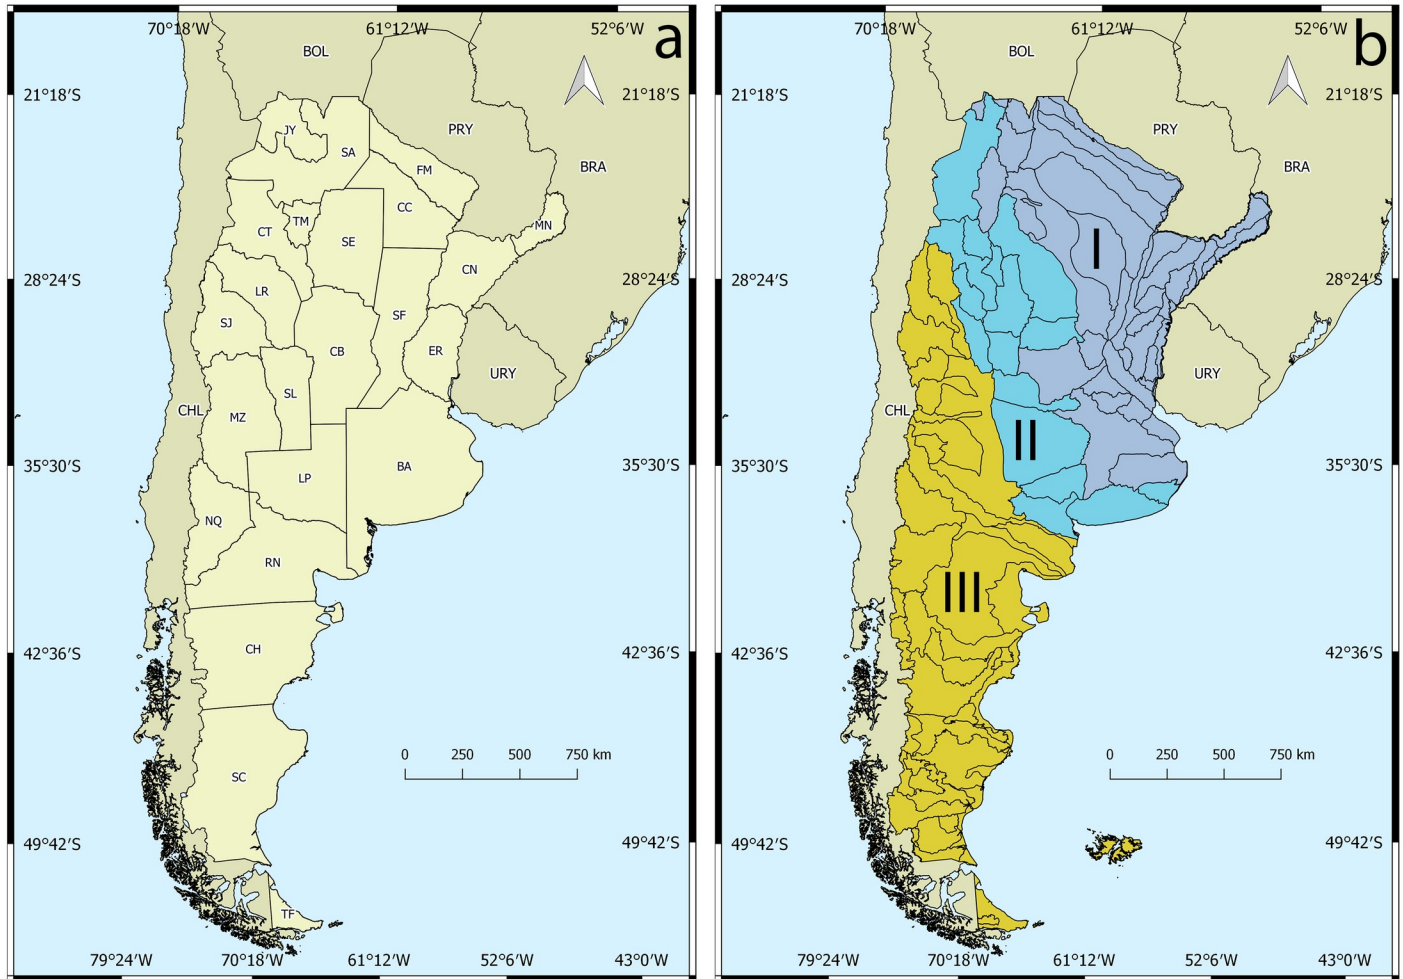 70°18′W 61°12′W 52°6′W a
BOL
21°18′S 21°18′S
JY
PRY
SA
BRA
FM
CC
TM
MN
CT
SE
CN
28°24′S 28°24′S
LR
SF
SJ
CB
ER
URY
SL
CHL
MZ
BA
35°30′S 35°30′S
LP
NQ
RN
CH
42°36′S 42°36′S
0 250 500 750 km
SC
49°42′S 49°42′S
TF
79°24′W 70°18′W 61°12′W 52°6′W 43°0′W
70°18′W 61°12′W 52°6′W b
BOL
21°18′S 21°18′S
PRY
BRA
I
28°24′S 28°24′S
URY
CHL
II
35°30′S 35°30′S
III
42°36′S 42°36′S
0 250 500 750 km
49°42′S 49°42′S
79°24′W 70°18′W 61°12′W 52°6′W 43°0′W